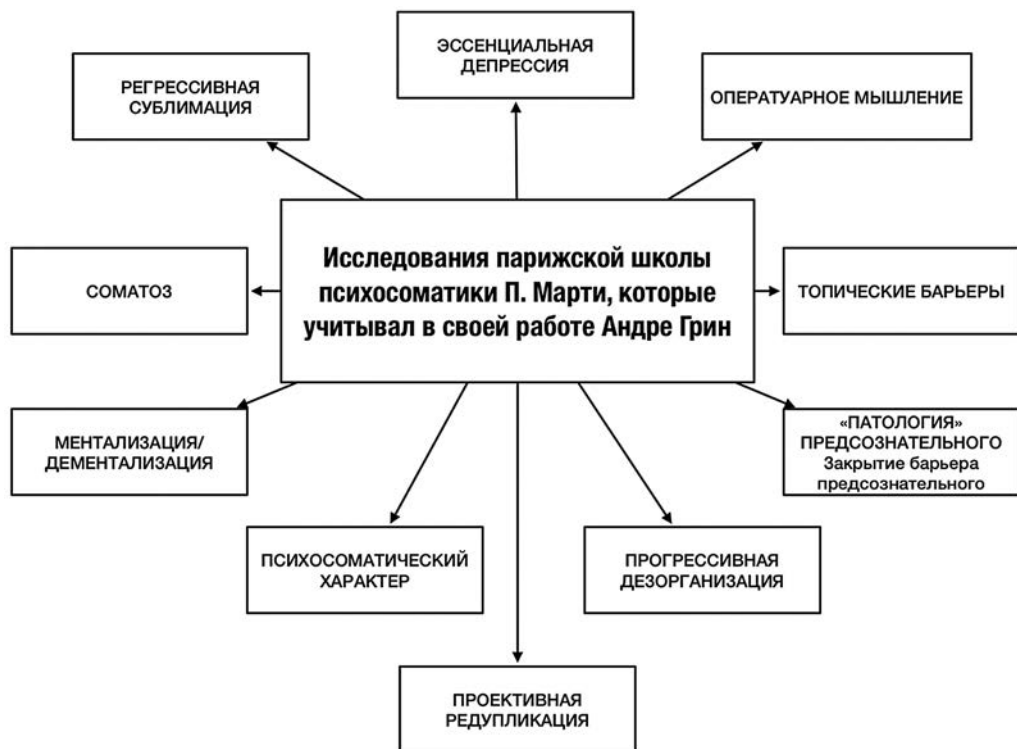 ЭССЕНЦИАЛЬНАЯ
ДЕПРЕССИЯ
РЕГРЕССИВНАЯ
СУБЛИМАЦИЯ
ОПЕРАТУАРНОЕ МЫШЛЕНИЕ
Исследования парижской школы
психосоматики П. Марти, которые
учитывал в своей работе Андре Грин
СОМАТОЗ
ТОПИЧЕСКИЕ БАРЬЕРЫ
МЕНТАЛИЗАЦИЯ/
ДЕМЕНТАЛИЗАЦИЯ
«ПАТОЛОГИЯ»
ПРЕДСОЗНАТЕЛЬНОГО
Закрытие барьера
предсознательного
ПСИХОСОМАТИЧЕСКИЙ
ХАРАКТЕР
ПРОГРЕССИВНАЯ
ДЕЗОРГАНИЗАЦИЯ
ПРОЕКТИВНАЯ
РЕДУПЛИКАЦИЯ